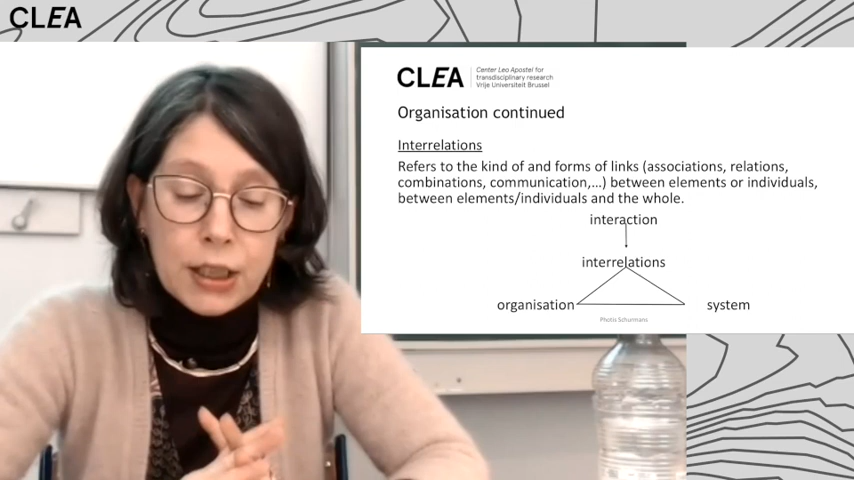 CLEA
CLEA
Center Leo Apostel for
transdisciplinary research
Vrije Universiteit Brussel
Organisation continued
Interrelations
Refers to the kind of and forms of links (associations, relations,
combinations, communication,...) between elements or individuals,
between elements/individuals and the whole.
interaction
interrelations
organisation
system
Photis Schurmans